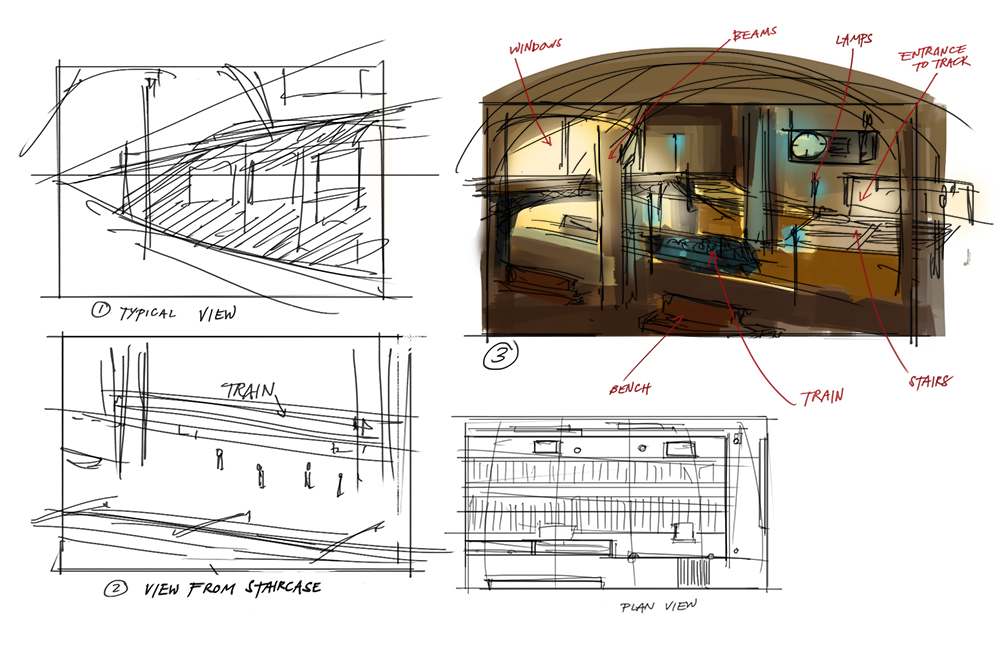 WINDOWS
BEAMS
LAMPS
ENTRANCE
TO TRACK
① TYPICAL VIEW
③
TRAIN
BENCH
TRAIN
STAIRS
② VIEW FROM STAIRCASE
PLAN VIEW